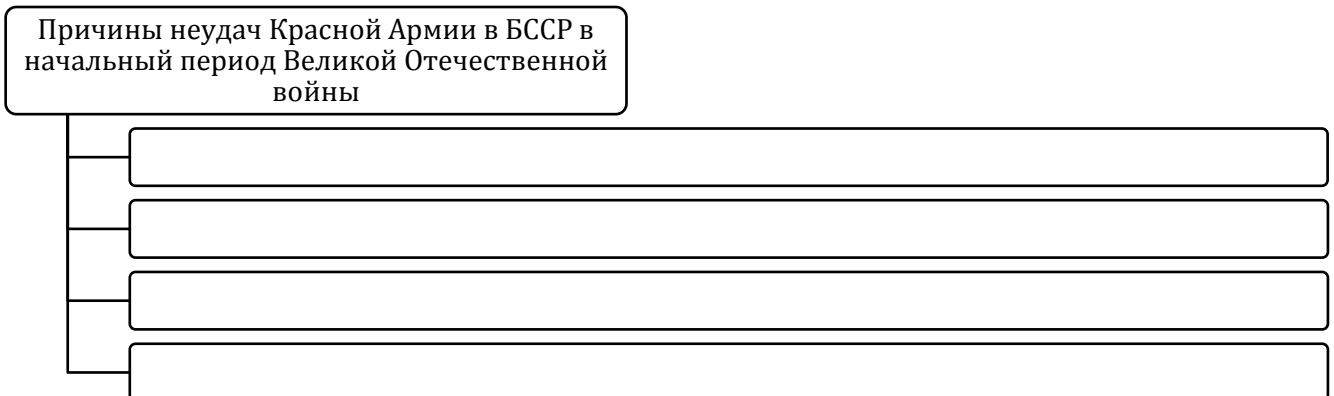 Причины неудач Красной Армии в БССР в
начальный период Великой Отечественной
войны